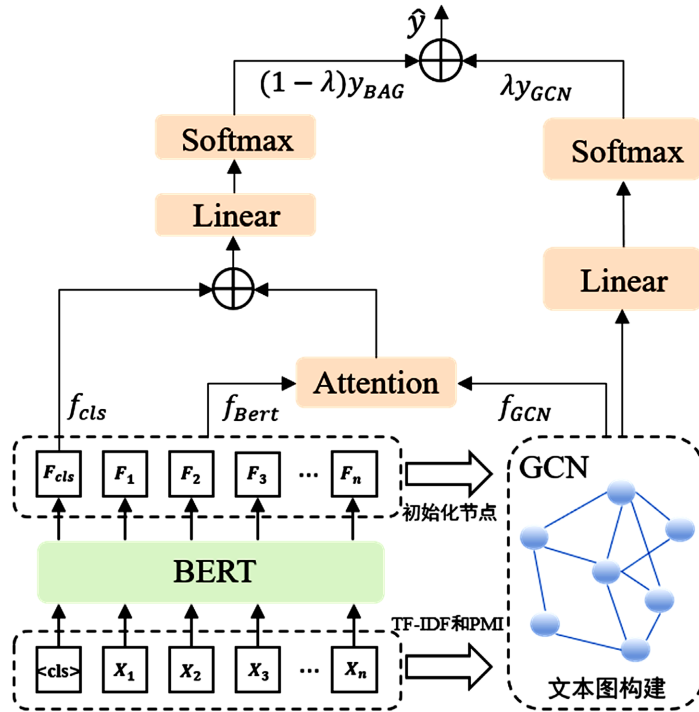 ŷ
(1 − λ)y_BAG
λy_GCN
Softmax
Softmax
Linear
Linear
Attention
f_cls
f_Bert
f_GCN
F_cls F_1 F_2 F_3 ··· F_n
初始化节点
GCN
BERT
TF-IDF和PMI
<cls> X_1 X_2 X_3 ··· X_n
文本图构建